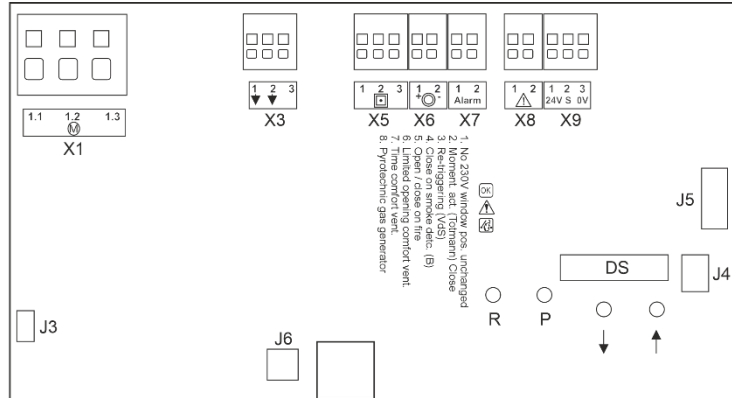 1 2 3
1 2 3
1 2
1 2
1 2
1 2 3
+ -
Alarm
24V S 0V
1.1 1.2 1.3
M
X1
X3
X5
X6
X7
X8
X9
1. No 230V window pos. unchanged
2. Moment. act. (Totmann) Close
3. Re-triggering (VdS)
4. Close on smoke detc. (B)
5. Open / close on fire
6. Limited opening comfort vent.
7. Time comfort vent.
8. Pyrotechnic gas generator
OK
J5
DS
J4
R
P
J3
J6